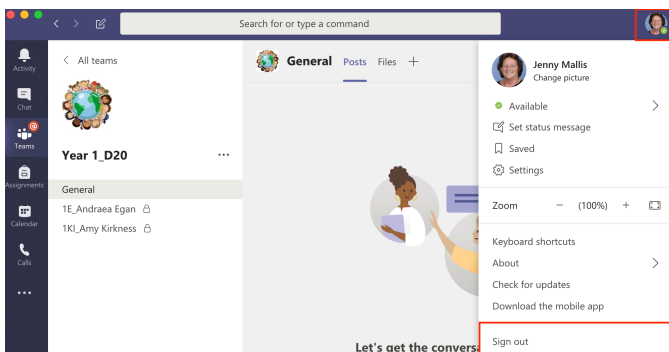 Search for or type a command
Activity
Chat
Teams
Assignments
Calendar
Calls
All teams
Year 1_D20
General
1E_Andraea Egan
1KI_Amy Kirkness
General Posts Files +
Let's get the conversa
Jenny Mallis
Change picture
Available
Set status message
Saved
Settings
Zoom − (100%) +
Keyboard shortcuts
About
Check for updates
Download the mobile app
Sign out